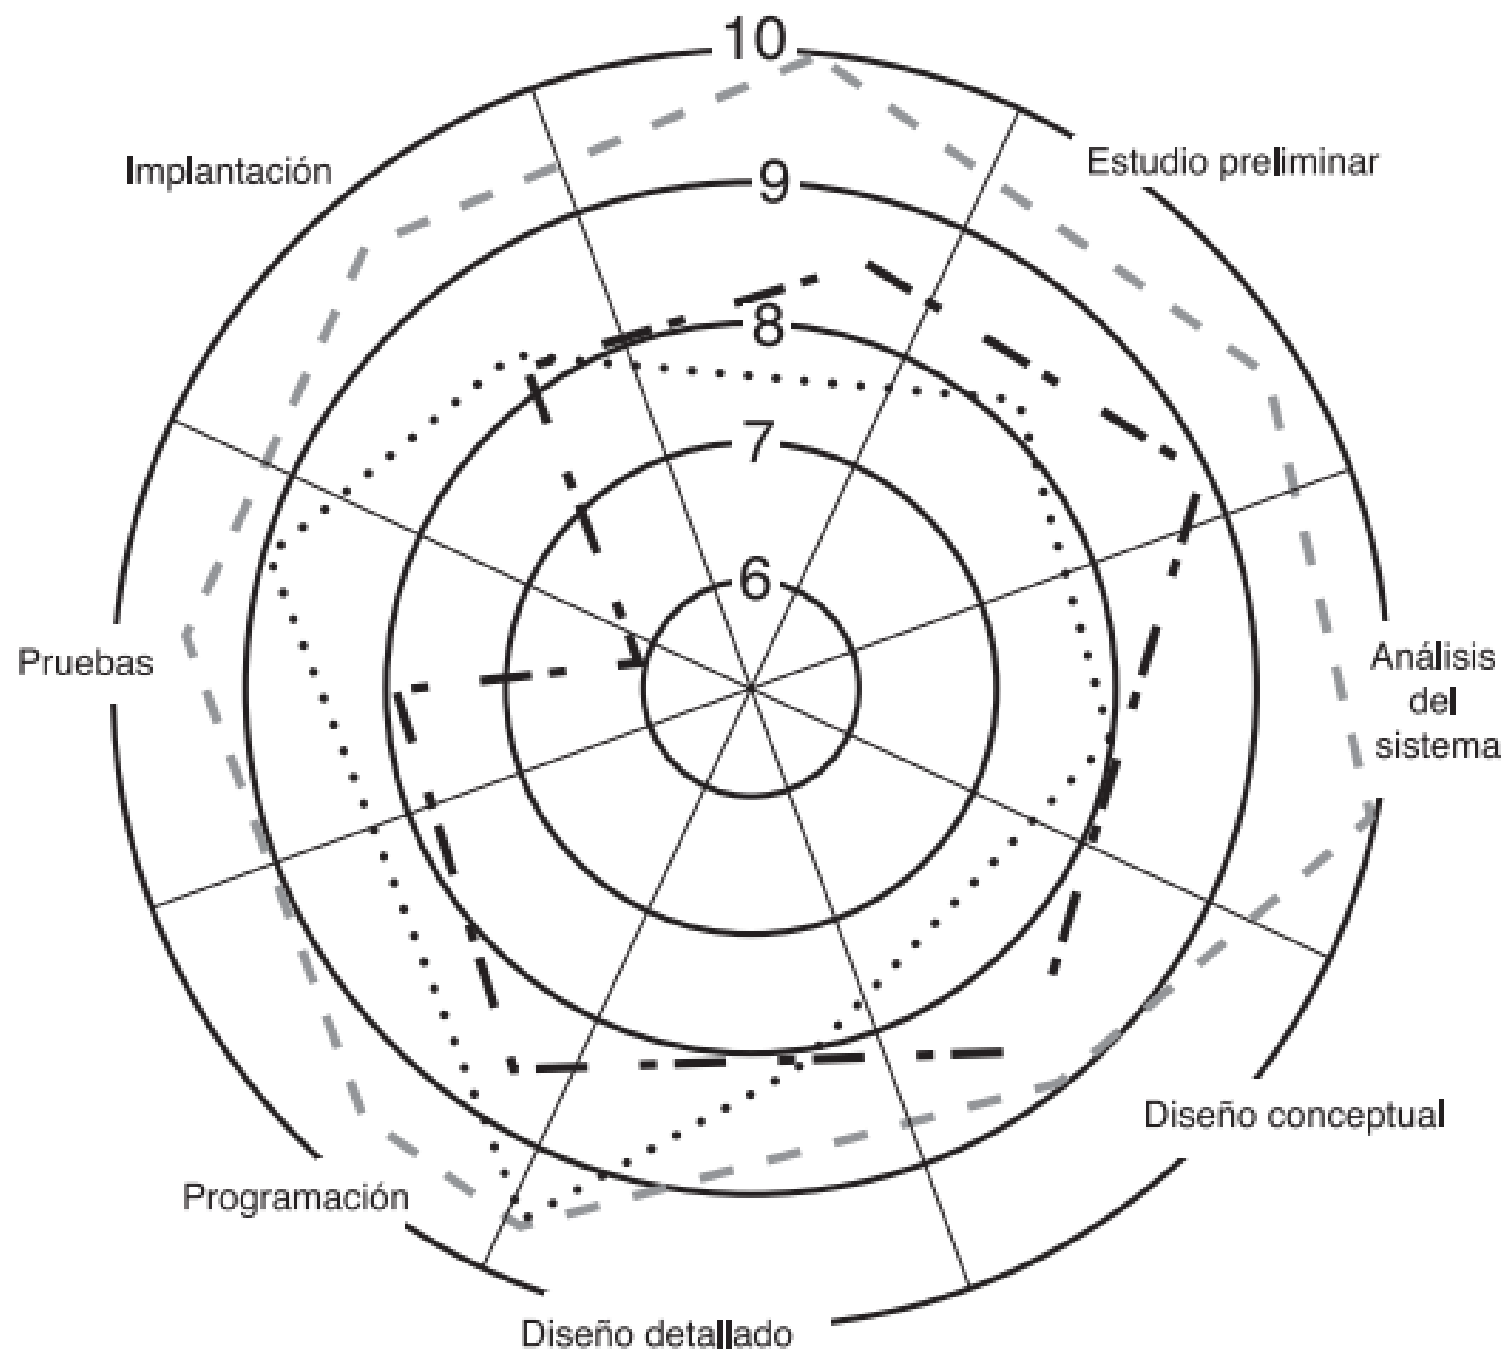 10
Implantación
Estudio preliminar
9
8
7
6
Pruebas
Análisis
del
sistema
Diseño conceptual
Programación
Diseño detallado